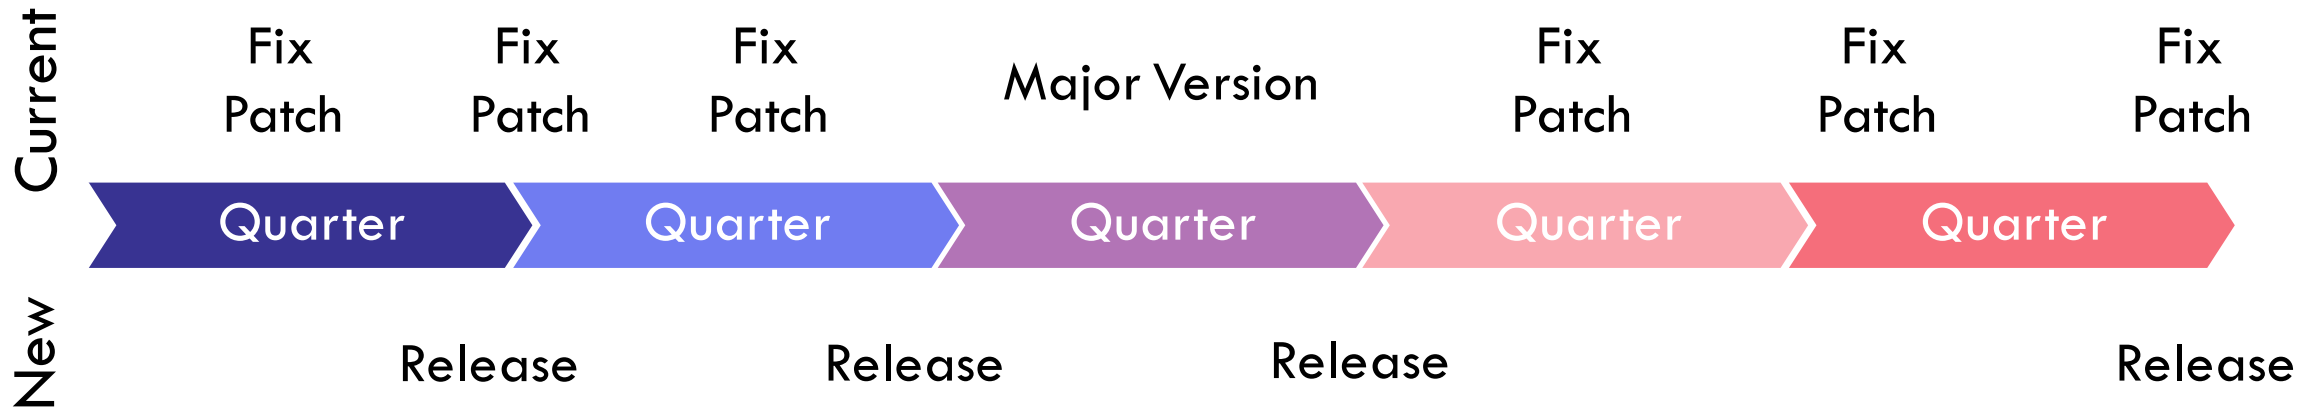 Current
Fix
Patch
Fix
Patch
Fix
Patch
Major Version
Fix
Patch
Fix
Patch
Fix
Patch
Quarter
Quarter
Quarter
Quarter
Quarter
New
Release
Release
Release
Release